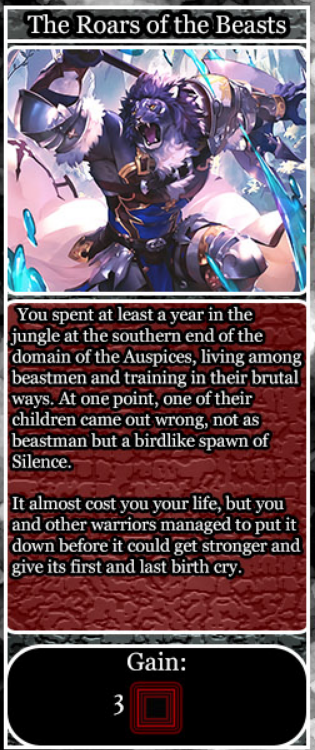 The Roars of the Beasts
You spent at least a year in the
jungle at the southern end of the
domain of the Auspices, living among
beastmen and training in their brutal
ways. At one point, one of their
children came out wrong, not as
beastman but a birdlike spawn of
Silence.
It almost cost you your life, but you
and other warriors managed to put it
down before it could get stronger and
give its first and last birth cry.
Gain:
3